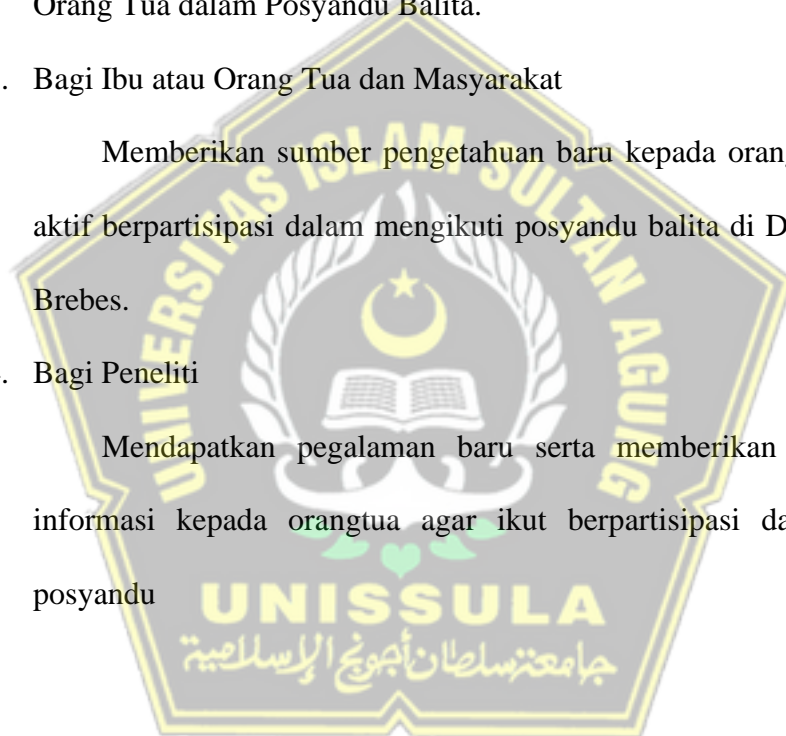 Orang Tua dalam Posyandu Balita.
. Bagi Ibu atau Orang Tua dan Masyarakat
Memberikan sumber pengetahuan baru kepada orang
aktif berpartisipasi dalam mengikuti posyandu balita di D
Brebes.
. Bagi Peneliti
Mendapatkan pegalaman baru serta memberikan
informasi kepada orangtua agar ikut berpartisipasi da
posyandu
UNIVERSITAS ISLAM SULTAN AGUNG
UNISSULA
جامعتنسلطان أجونج الإسلامية